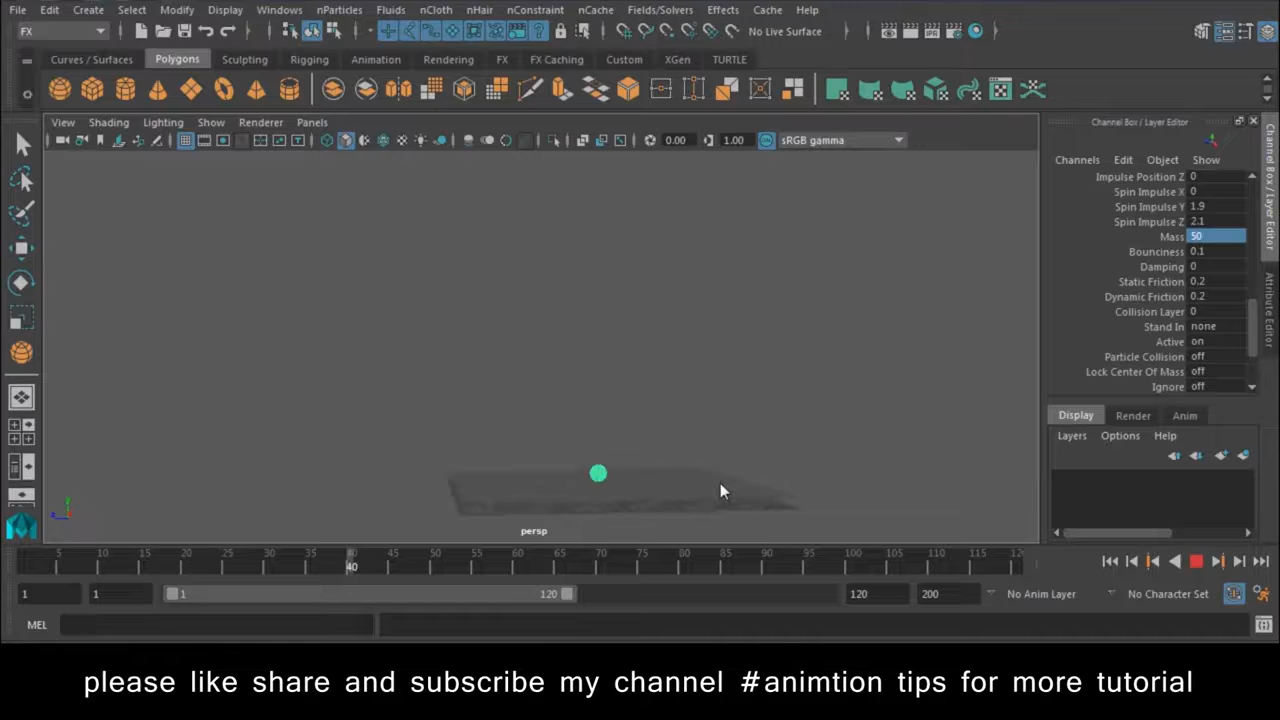 File Edit Create Select Modify Display Windows nParticles Fluids nCloth nHair nConstraint nCache Fields/Solvers Effects Cache Help
FX No Live Surface
Curves / Surfaces Polygons Sculpting Rigging Animation Rendering FX FX Caching Custom XGen TURTLE
View Shading Lighting Show Renderer Panels
0.00 1.00 sRGB gamma
Channel Box / Layer Editor
Channels Edit Object Show
Impulse Position Z 0
Spin Impulse X 0
Spin Impulse Y 1.9
Spin Impulse Z 2.1
Mass 50
Bounciness 0.1
Damping 0
Static Friction 0.2
Dynamic Friction 0.2
Collision Layer 0
Stand In none
Active on
Particle Collision off
Lock Center Of Mass off
Ignore off
Channel Box / Layer Editor
Attribute Editor
Display Render Anim
Layers Options Help
persp
5 10 15 20 25 30 35 40 45 50 55 60 65 70 75 80 85 90 95 100 105 110 115 12
40
1 1 1 120 120 200 No Anim Layer No Character Set
MEL
please like share and subscribe my channel #animtion tips for more tutorial